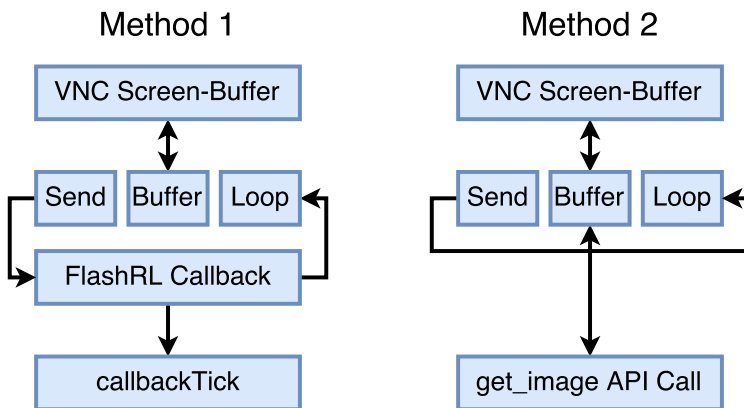 Method 1
VNC Screen-Buffer
Send Buffer Loop
FlashRL Callback
callbackTick
Method 2
VNC Screen-Buffer
Send Buffer Loop
get_image API Call